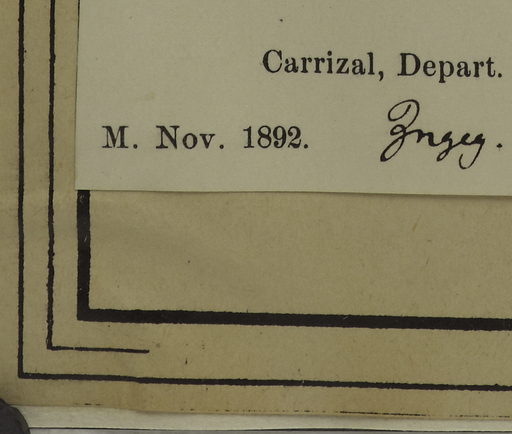 Carrizal, Depart.
M. Nov. 1892.